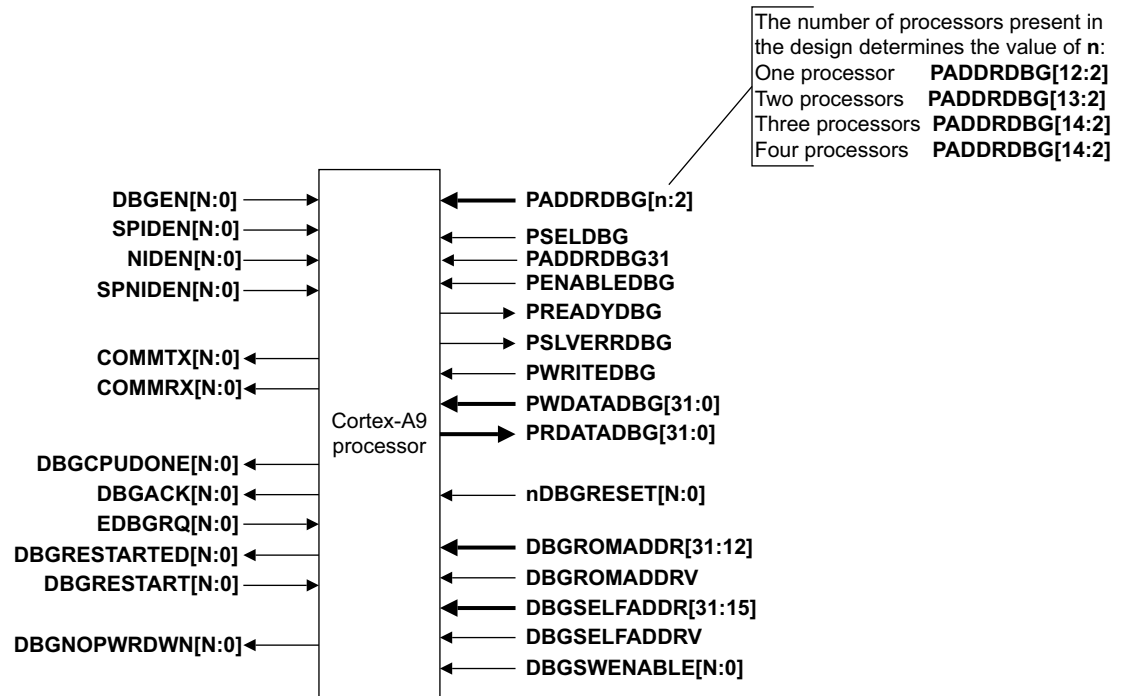 The number of processors present in
the design determines the value of n:
One processor PADDRDBG[12:2]
Two processors PADDRDBG[13:2]
Three processors PADDRDBG[14:2]
Four processors PADDRDBG[14:2]
DBGEN[N:0]
SPIDEN[N:0]
NIDEN[N:0]
SPNIDEN[N:0]
COMMTX[N:0]
COMMRX[N:0]
DBGCPUDONE[N:0]
DBGACK[N:0]
EDBGRQ[N:0]
DBGRESTARTED[N:0]
DBGRESTART[N:0]
DBGNOPWRDWN[N:0]
Cortex-A9
processor
PADDRDBG[n:2]
PSELDBG
PADDRDBG31
PENABLEDBG
PREADYDBG
PSLVERRDBG
PWRITEDBG
PWDATADBG[31:0]
PRDATADBG[31:0]
nDBGRESET[N:0]
DBGROMADDR[31:12]
DBGROMADDRV
DBGSELFADDR[31:15]
DBGSELFADDRV
DBGSWENABLE[N:0]